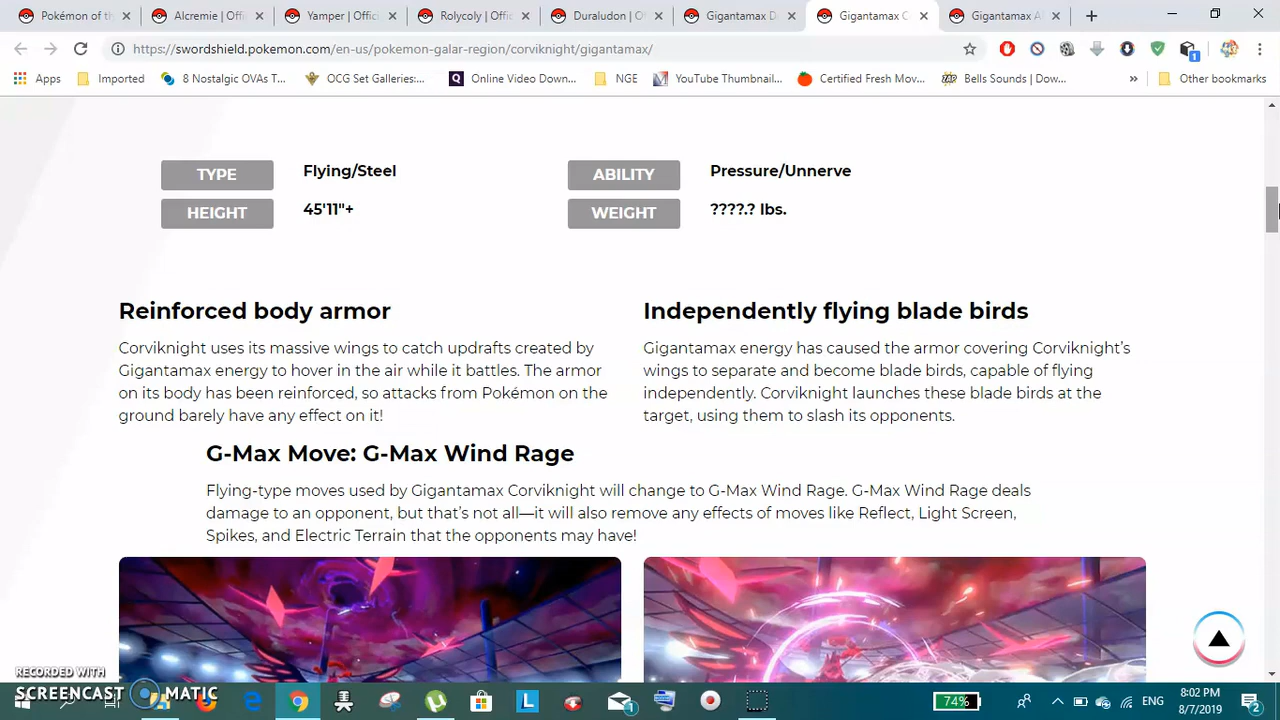 Pokémon of th
Alcremie | Offi
Yamper | Offici
Rolycoly | Offic
Duraludon | O
Gigantamax D
Gigantamax C
Gigantamax A
https://swordshield.pokemon.com/en-us/pokemon-galar-region/corviknight/gigantamax/
Apps
Imported
8 Nostalgic OVAs T...
OCG Set Galleries:...
Online Video Down...
NGE
YouTube Thumbnail...
Certified Fresh Mov...
Bells Sounds | Dow...
»
Other bookmarks
TYPE
Flying/Steel
ABILITY
Pressure/Unnerve
HEIGHT
45'11"+
WEIGHT
????.? lbs.
Reinforced body armor
Corviknight uses its massive wings to catch updrafts created by
Gigantamax energy to hover in the air while it battles. The armor
on its body has been reinforced, so attacks from Pokémon on the
ground barely have any effect on it!
Independently flying blade birds
Gigantamax energy has caused the armor covering Corviknight's
wings to separate and become blade birds, capable of flying
independently. Corviknight launches these blade birds at the
target, using them to slash its opponents.
G-Max Move: G-Max Wind Rage
Flying-type moves used by Gigantamax Corviknight will change to G-Max Wind Rage. G-Max Wind Rage deals
damage to an opponent, but that's not all—it will also remove any effects of moves like Reflect, Light Screen,
Spikes, and Electric Terrain that the opponents may have!
RECORDED WITH
SCREENCAST MATIC
74%
ENG
8:02 PM
8/7/2019